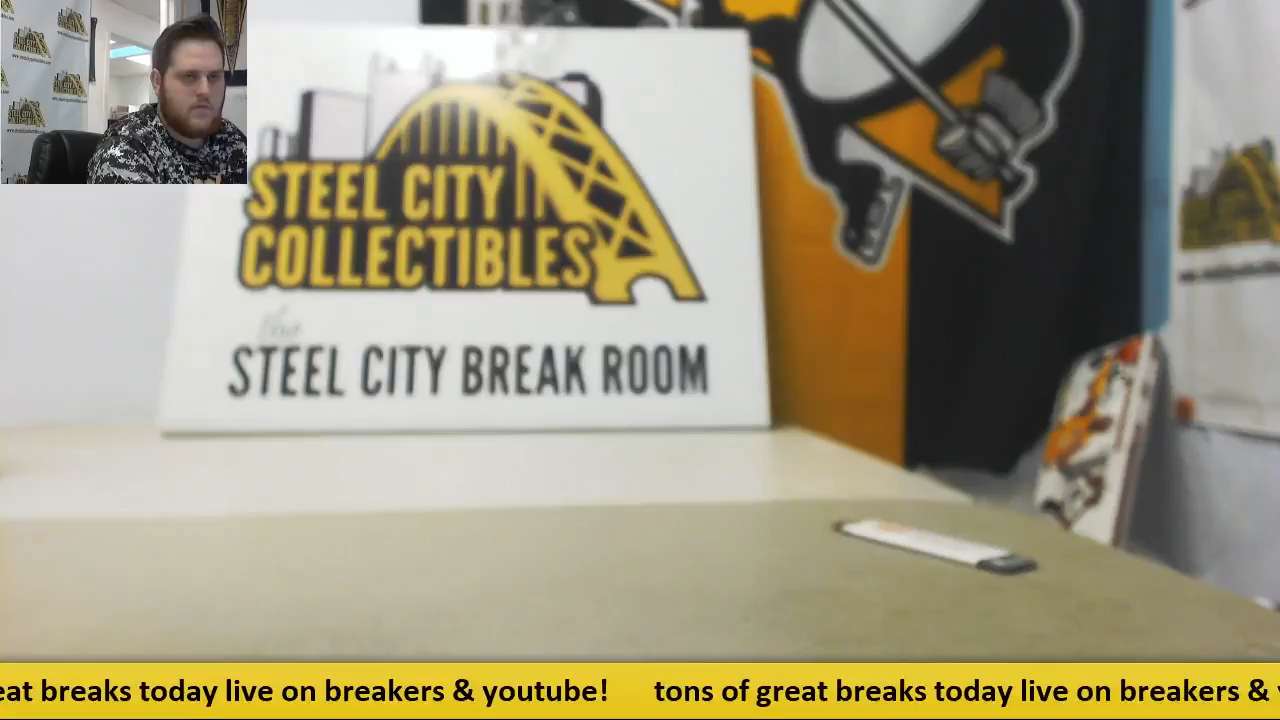 STEEL CITY
COLLECTIBLES
the
STEEL CITY BREAK ROOM
eat breaks today live on breakers & youtube! tons of great breaks today live on breakers &